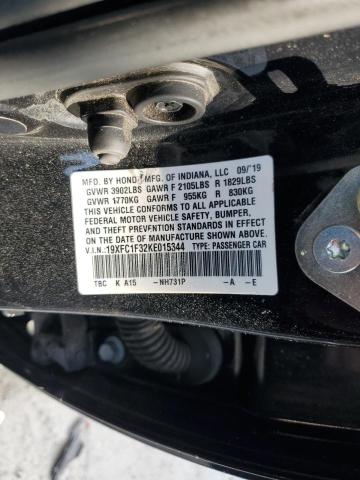 MFD. BY HONDA MFG. OF INDIANA, LLC 09/19
GVWR 3902LBS GAWR F 2105LBS R 1829LBS
GVWR 1770KG GAWR F 955KG R 830KG
THIS VEHICLE CONFORMS TO ALL APPLICABLE
FEDERAL MOTOR VEHICLE SAFETY, BUMPER,
AND THEFT PREVENTION STANDARDS IN EFFECT
ON THE DATE OF MANUFACTURE SHOWN ABOVE.
V.I.N.:19XFC1F32KE015344 TYPE: PASSENGER CAR
TBC K A15 -NH731P -A -E